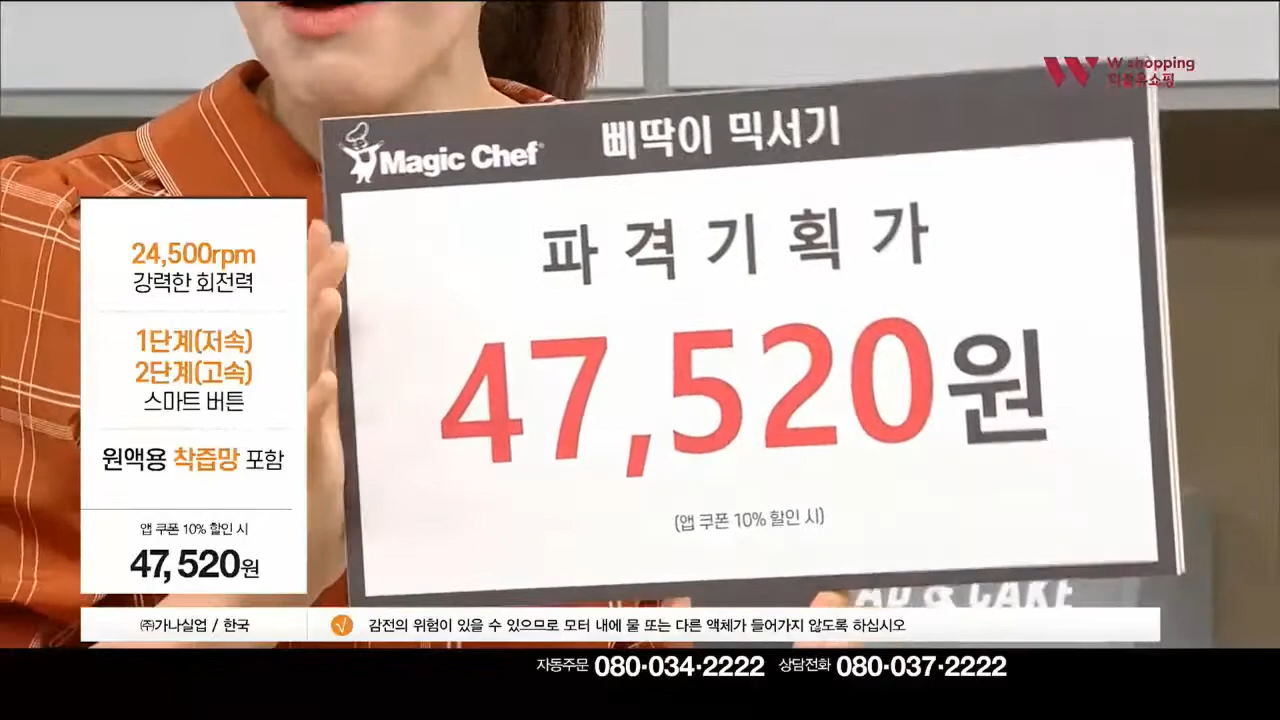 W shopping
더블유쇼핑
Magic Chef
삐딱이 믹서기
파격기획가
47,520원
(앱 쿠폰 10% 할인 시)
24,500rpm
강력한 회전력
1단계(저속)
2단계(고속)
스마트 버튼
원액용 착즙망 포함
앱 쿠폰 10% 할인 시
47,520원
& CAKE
㈜가나실업 / 한국
감전의 위험이 있을 수 있으므로 모터 내에 물 또는 다른 액체가 들어가지 않도록 하십시오
자동주문 080·034·2222 상담전화 080·037·2222